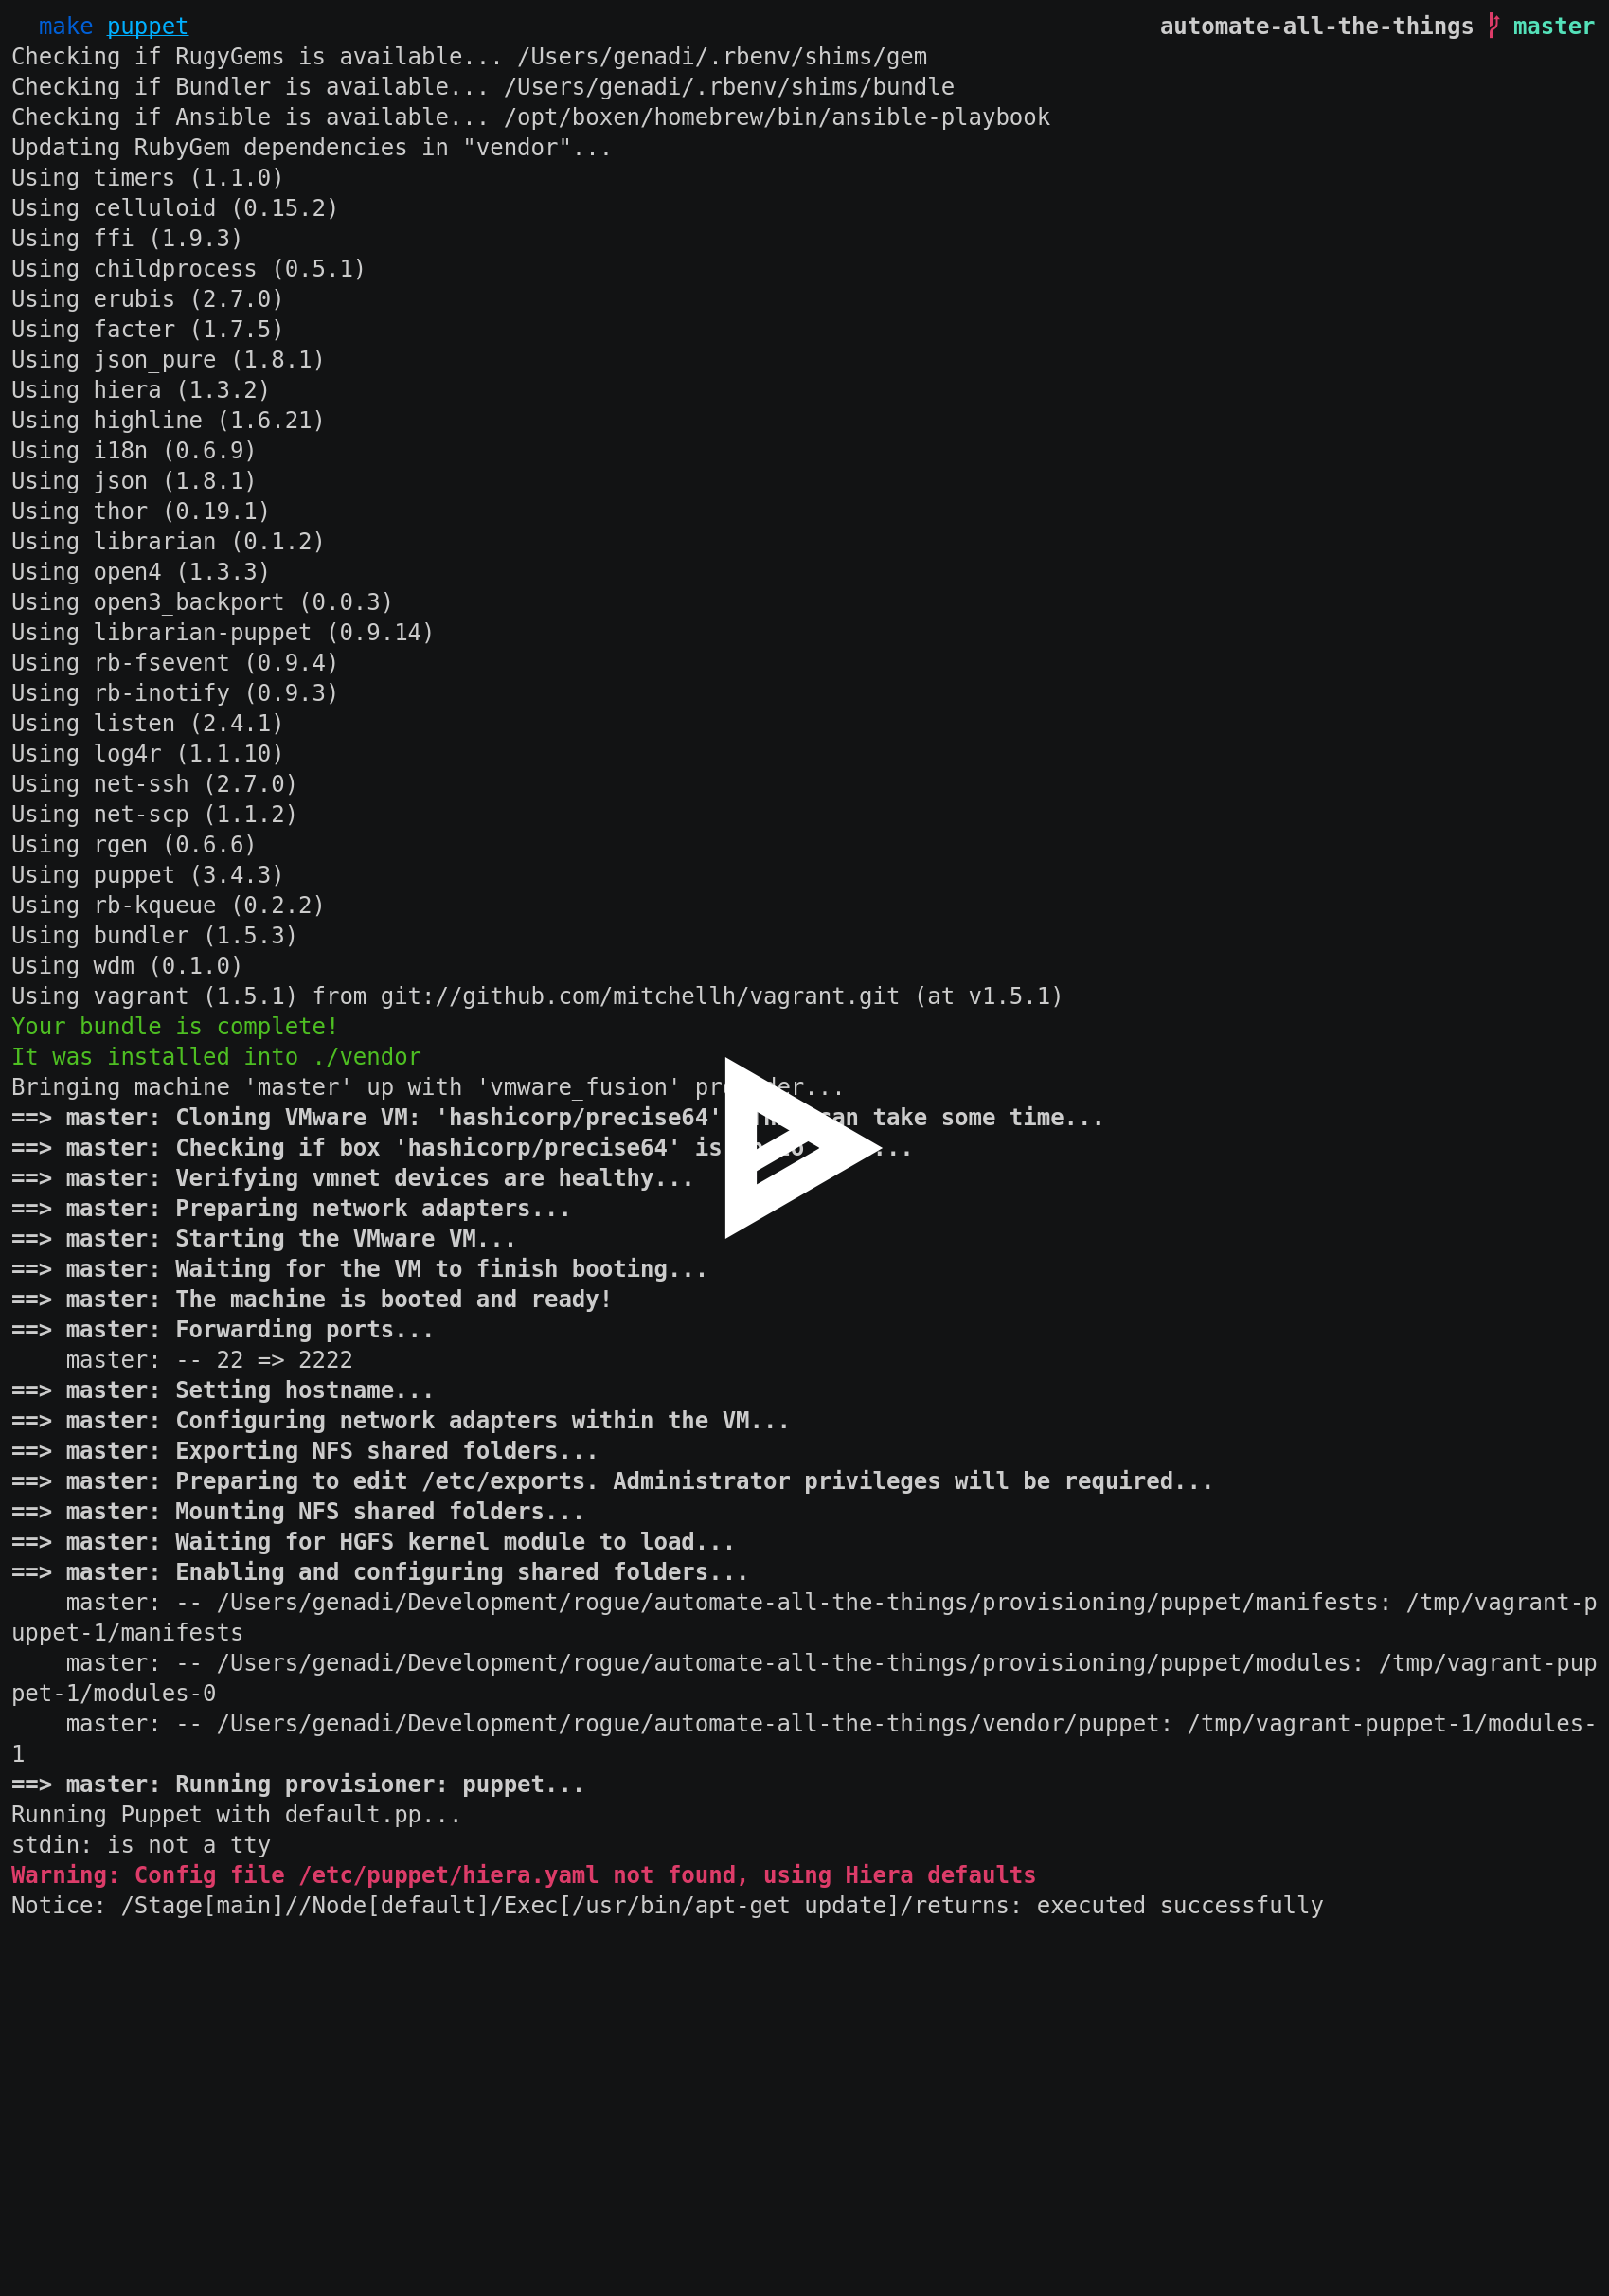 make puppet automate-all-the-things master
Checking if RugyGems is available... /Users/genadi/.rbenv/shims/gem
Checking if Bundler is available... /Users/genadi/.rbenv/shims/bundle
Checking if Ansible is available... /opt/boxen/homebrew/bin/ansible-playbook
Updating RubyGem dependencies in "vendor"...
Using timers (1.1.0)
Using celluloid (0.15.2)
Using ffi (1.9.3)
Using childprocess (0.5.1)
Using erubis (2.7.0)
Using facter (1.7.5)
Using json_pure (1.8.1)
Using hiera (1.3.2)
Using highline (1.6.21)
Using i18n (0.6.9)
Using json (1.8.1)
Using thor (0.19.1)
Using librarian (0.1.2)
Using open4 (1.3.3)
Using open3_backport (0.0.3)
Using librarian-puppet (0.9.14)
Using rb-fsevent (0.9.4)
Using rb-inotify (0.9.3)
Using listen (2.4.1)
Using log4r (1.1.10)
Using net-ssh (2.7.0)
Using net-scp (1.1.2)
Using rgen (0.6.6)
Using puppet (3.4.3)
Using rb-kqueue (0.2.2)
Using bundler (1.5.3)
Using wdm (0.1.0)
Using vagrant (1.5.1) from git://github.com/mitchellh/vagrant.git (at v1.5.1)
Your bundle is complete!
It was installed into ./vendor
Bringing machine 'master' up with 'vmware_fusion' ...
==> master: Cloning VMware VM: 'hashicorp/precise64' can take some time...
==> master: Checking if box 'hashicorp/precise64' is ...
==> master: Verifying vmnet devices are healthy...
==> master: Preparing network adapters...
==> master: Starting the VMware VM...
==> master: Waiting for the VM to finish booting...
==> master: The machine is booted and ready!
==> master: Forwarding ports...
master: -- 22 => 2222
==> master: Setting hostname...
==> master: Configuring network adapters within the VM...
==> master: Exporting NFS shared folders...
==> master: Preparing to edit /etc/exports. Administrator privileges will be required...
==> master: Mounting NFS shared folders...
==> master: Waiting for HGFS kernel module to load...
==> master: Enabling and configuring shared folders...
master: -- /Users/genadi/Development/rogue/automate-all-the-things/provisioning/puppet/manifests: /tmp/vagrant-p
uppet-1/manifests
master: -- /Users/genadi/Development/rogue/automate-all-the-things/provisioning/puppet/modules: /tmp/vagrant-pup
pet-1/modules-0
master: -- /Users/genadi/Development/rogue/automate-all-the-things/vendor/puppet: /tmp/vagrant-puppet-1/modules-
1
==> master: Running provisioner: puppet...
Running Puppet with default.pp...
stdin: is not a tty
Warning: Config file /etc/puppet/hiera.yaml not found, using Hiera defaults
Notice: /Stage[main]//Node[default]/Exec[/usr/bin/apt-get update]/returns: executed successfully